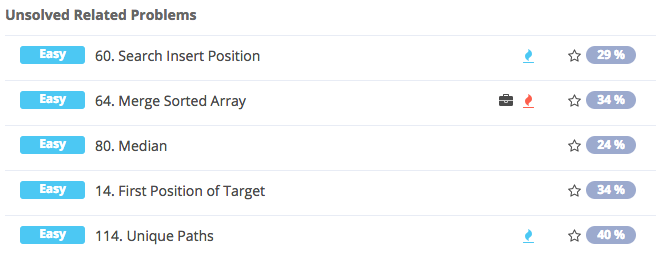 Unsolved Related Problems
Easy 60. Search Insert Position 29 %
Easy 64. Merge Sorted Array 34 %
Easy 80. Median 24 %
Easy 14. First Position of Target 34 %
Easy 114. Unique Paths 40 %